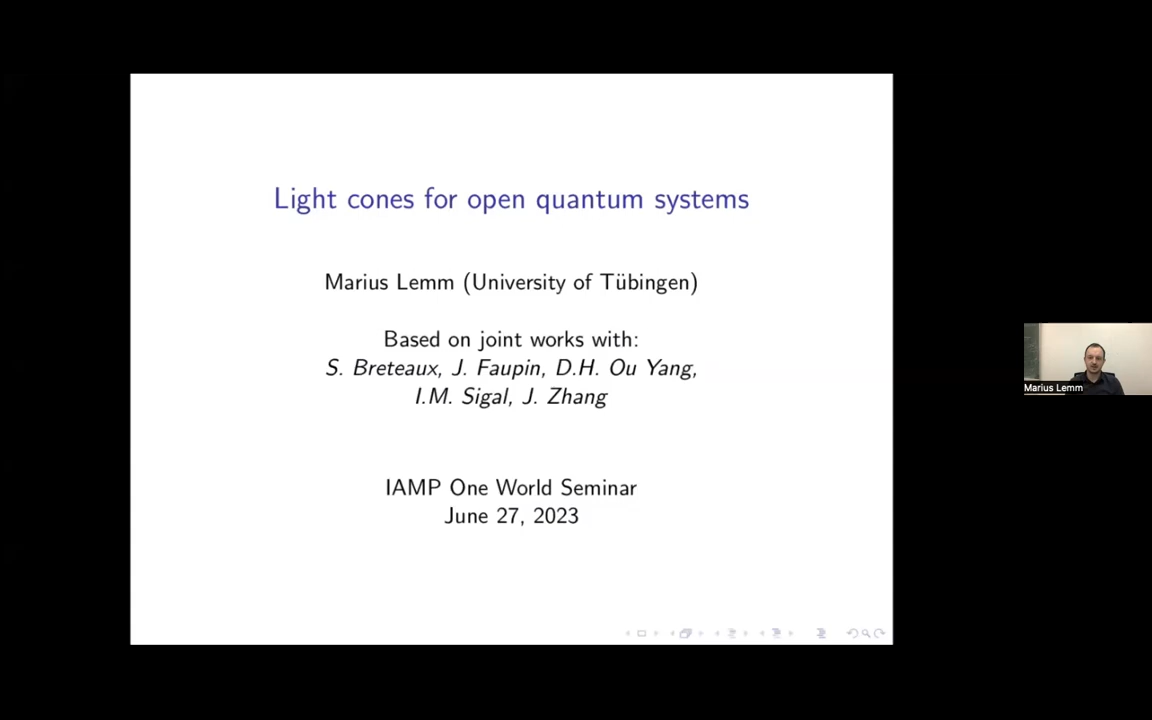 Light cones for open quantum systems
Marius Lemm (University of Tübingen)
Based on joint works with:
S. Breteaux, J. Faupin, D.H. Ou Yang,
I.M. Sigal, J. Zhang
IAMP One World Seminar
June 27, 2023
Marius Lemm